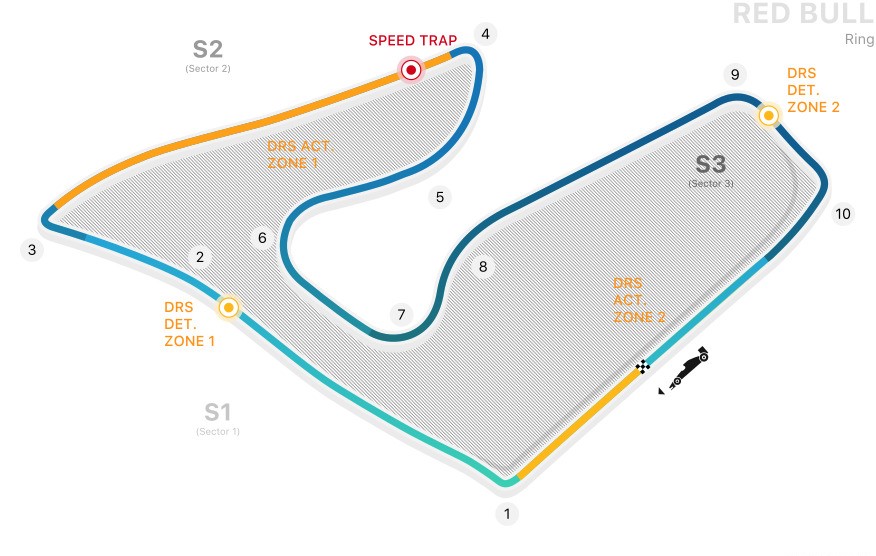 RED BULL
Ring
S2
(Sector 2)
SPEED TRAP
4
9
DRS
DET.
ZONE 2
DRS ACT.
ZONE 1
S3
(Sector 3)
5
10
3
2
6
8
DRS
DET.
ZONE 1
7
DRS
ACT.
ZONE 2
S1
(Sector 1)
1